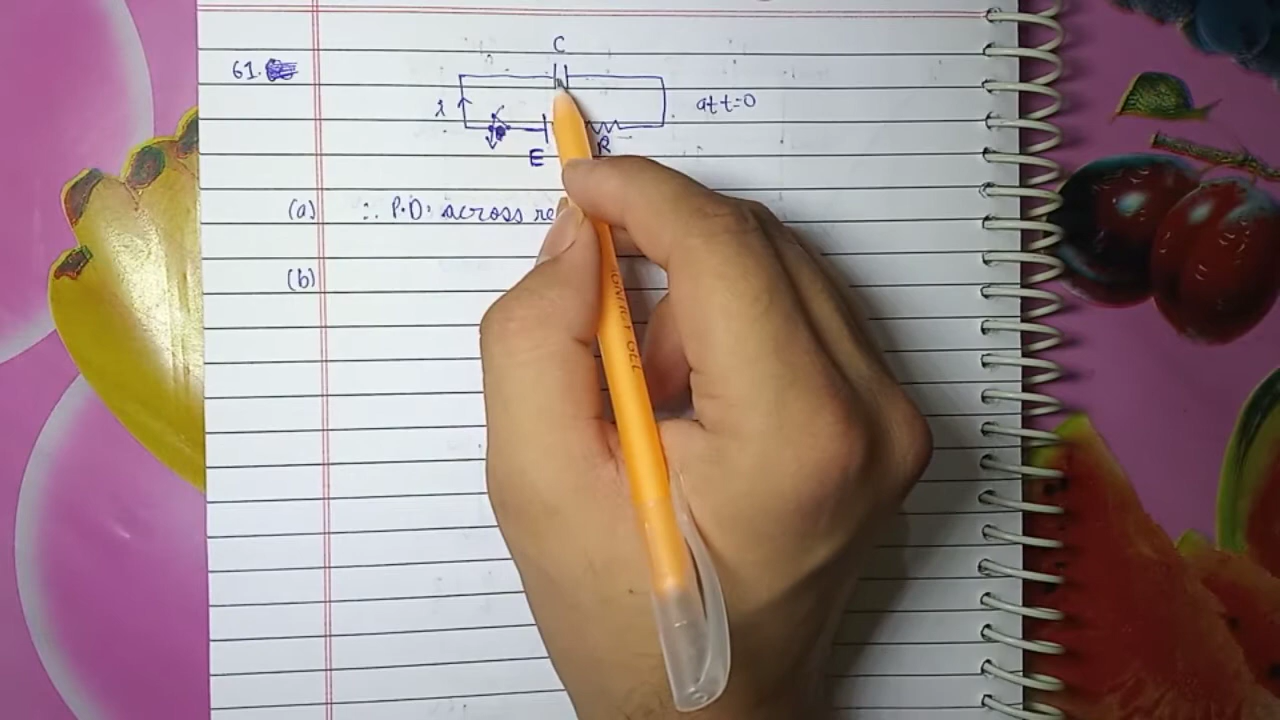 C
61.
at t=0
E
R
(a) ∴ P.D. across re
(b)